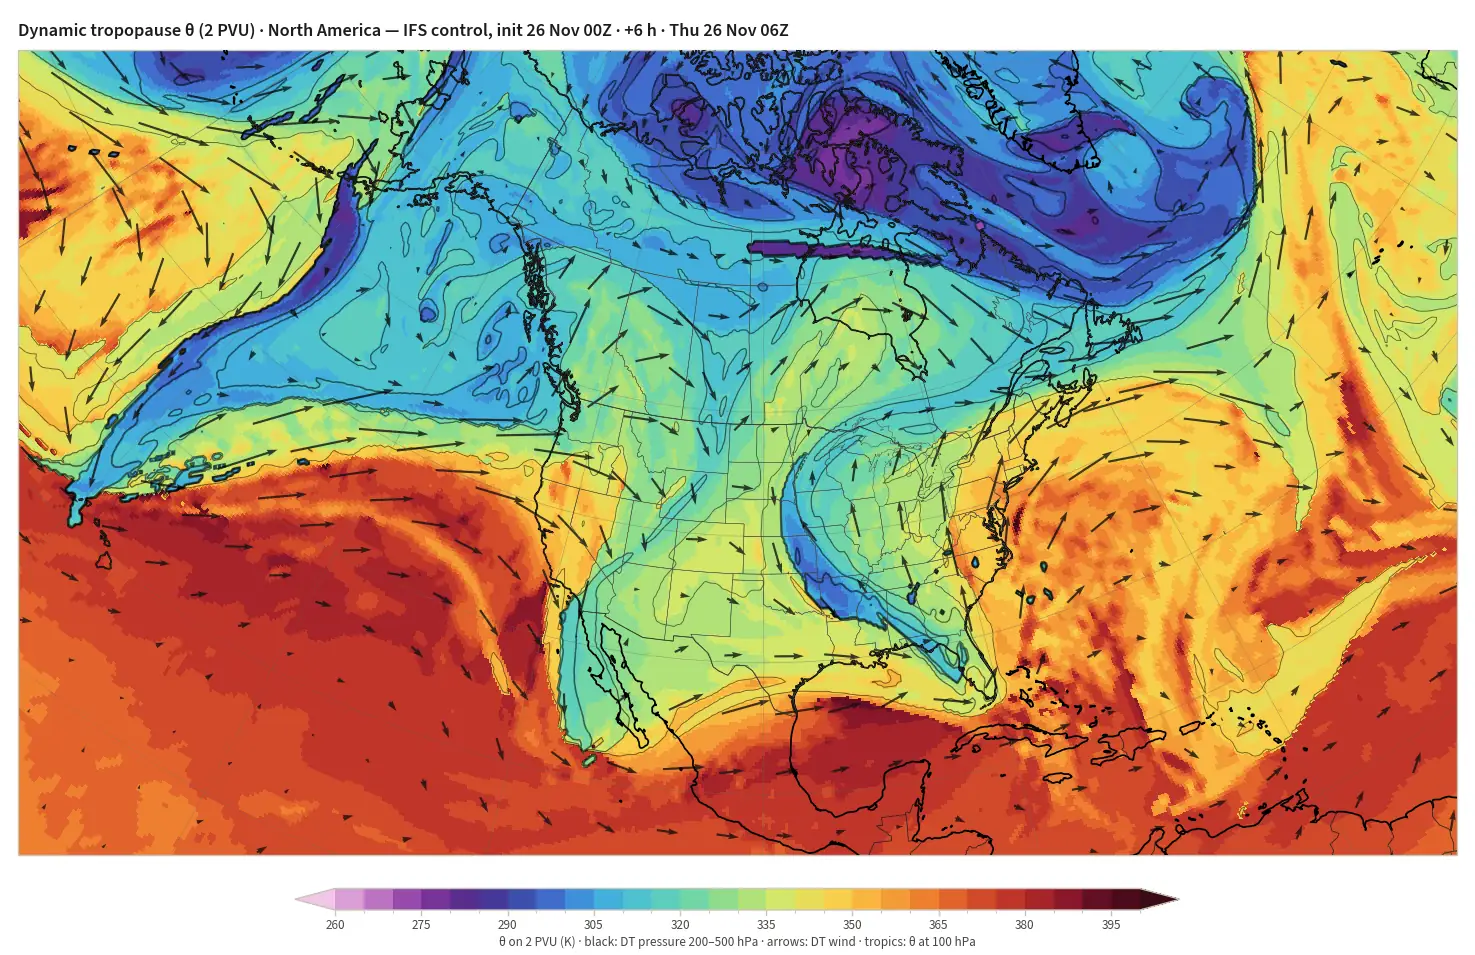 Dynamic tropopause θ (2 PVU) · North America — IFS control, init 26 Nov 00Z · +6 h · Thu 26 Nov 06Z
260 275 290 305 320 335 350 365 380 395
θ on 2 PVU (K) · black: DT pressure 200–500 hPa · arrows: DT wind · tropics: θ at 100 hPa